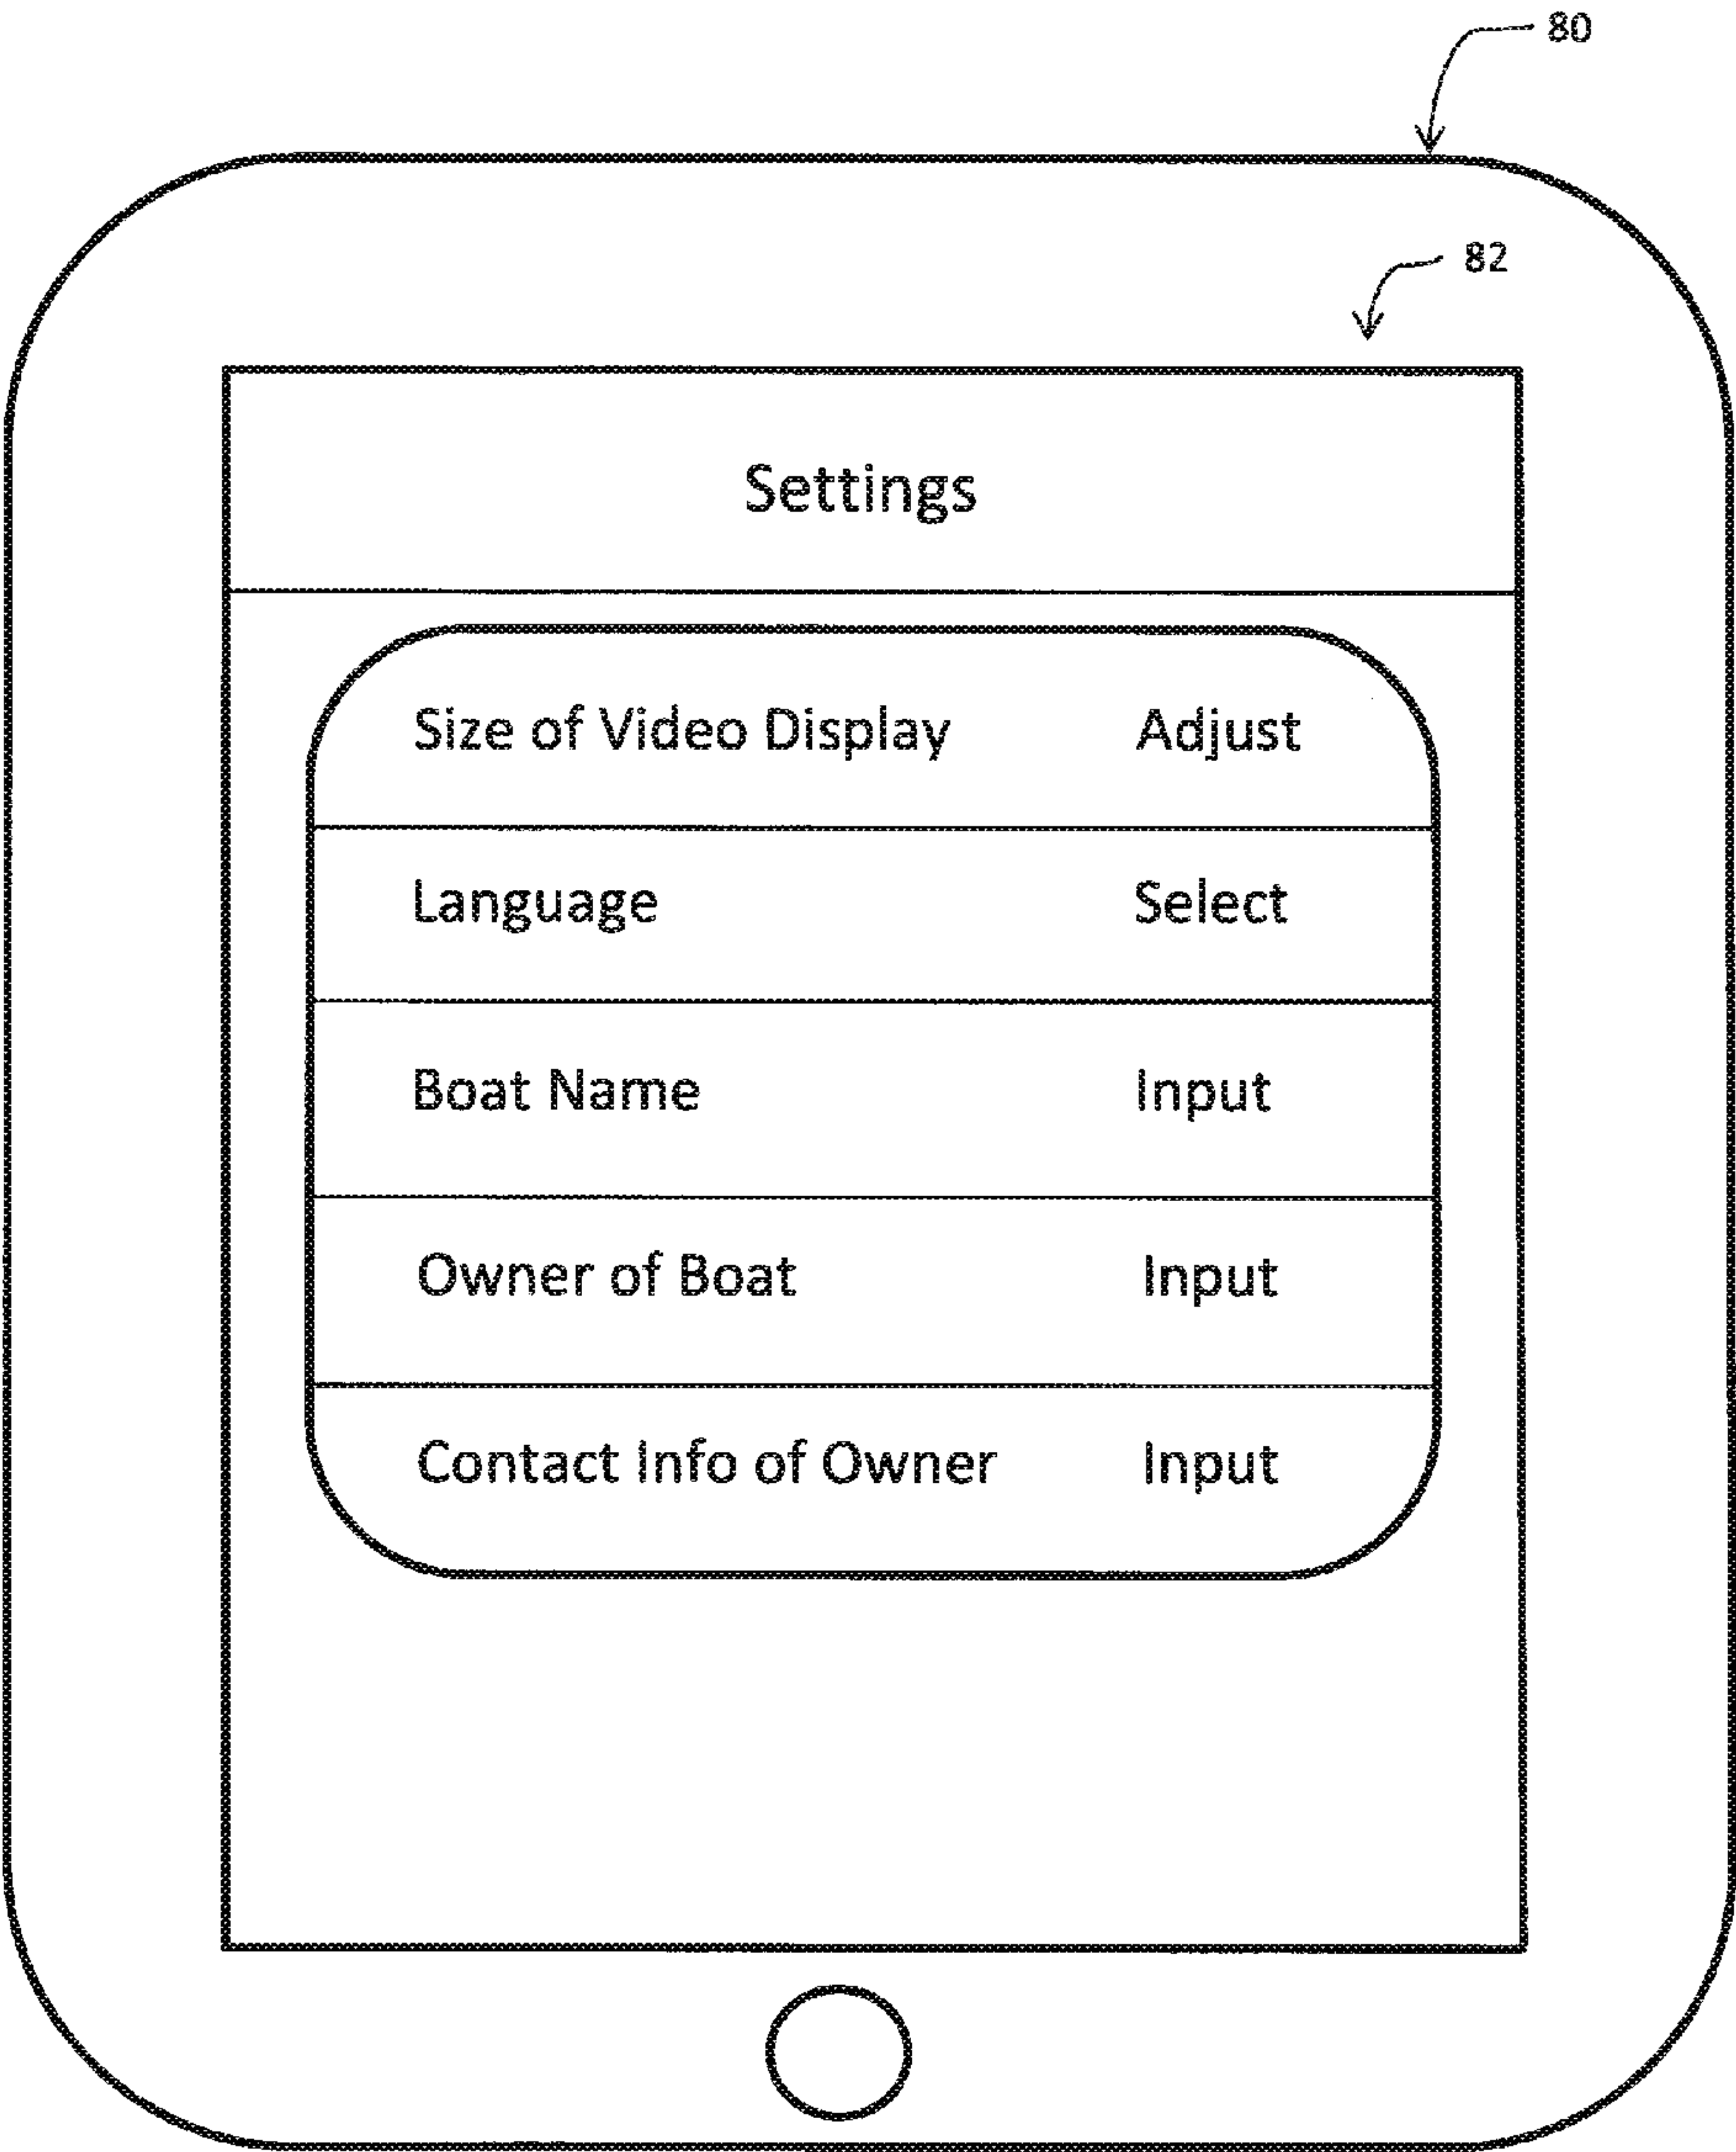 80
82
Settings
Size of Video Display Adjust
Language Select
Boat Name Input
Owner of Boat Input
Contact Info of Owner Input